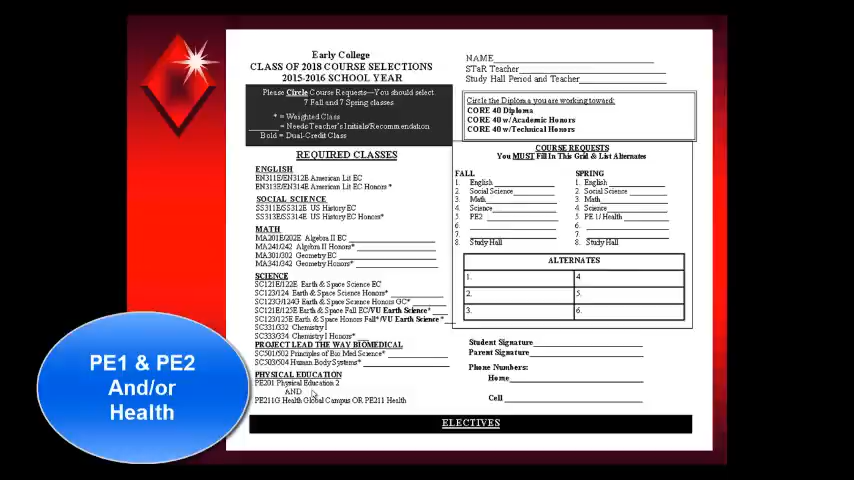 Early College
CLASS OF 2018 COURSE SELECTIONS
2015-2016 SCHOOL YEAR
Please Circle Course Requests—You should select
7 Fall and 7 Spring classes
* = Weighted Class
______ = Needs Teacher's Initials/Recommendation
Bold = Dual-Credit Class
REQUIRED CLASSES
ENGLISH
EN311E/EN312E American Lit EC
EN313E/EN314E American Lit EC Honors *
SOCIAL SCIENCE
SS311E/SS312E US History EC
SS313E/SS314E US History EC Honors*
MATH
MA201E/202E Algebra II EC
MA241/242 Algebra II Honors*
MA301/302 Geometry EC
MA341/342 Geometry Honors*
SCIENCE
SC121E/122E Earth & Space Science EC
SC123/124 Earth & Space Science Honors*
SC123G/124G Earth & Space Science Honors GC*
SC121E/125E Earth & Space Fall EC/VU Earth Science*
SC123/125E Earth & Space Honors Fall*/VU Earth Science*
SC331/332 Chemistry I
SC333/334 Chemistry I Honors*
PROJECT LEAD THE WAY BIOMEDICAL
SC501/502 Principles of Bio Med Science*
SC503/504 Human Body Systems*
PHYSICAL EDUCATION
PE201 Physical Education 2
AND
PE211G Health Global Campus OR PE211 Health
NAME
STaR Teacher
Study Hall Period and Teacher
Circle the Diploma you are working toward:
CORE 40 Diploma
CORE 40 w/Academic Honors
CORE 40 w/Technical Honors
COURSE REQUESTS
You MUST Fill In This Grid & List Alternates
FALL
1. English
2. Social Science
3. Math
4. Science
5. PE2
6.
7.
8. Study Hall
SPRING
1. English
2. Social Science
3. Math
4. Science
5. PE 1/ Health
6.
7.
8. Study Hall
ALTERNATES
1. 4
2. 5.
3. 6.
Student Signature
Parent Signature
Phone Numbers:
Home
Cell
ELECTIVES
PE1 & PE2
And/or
Health